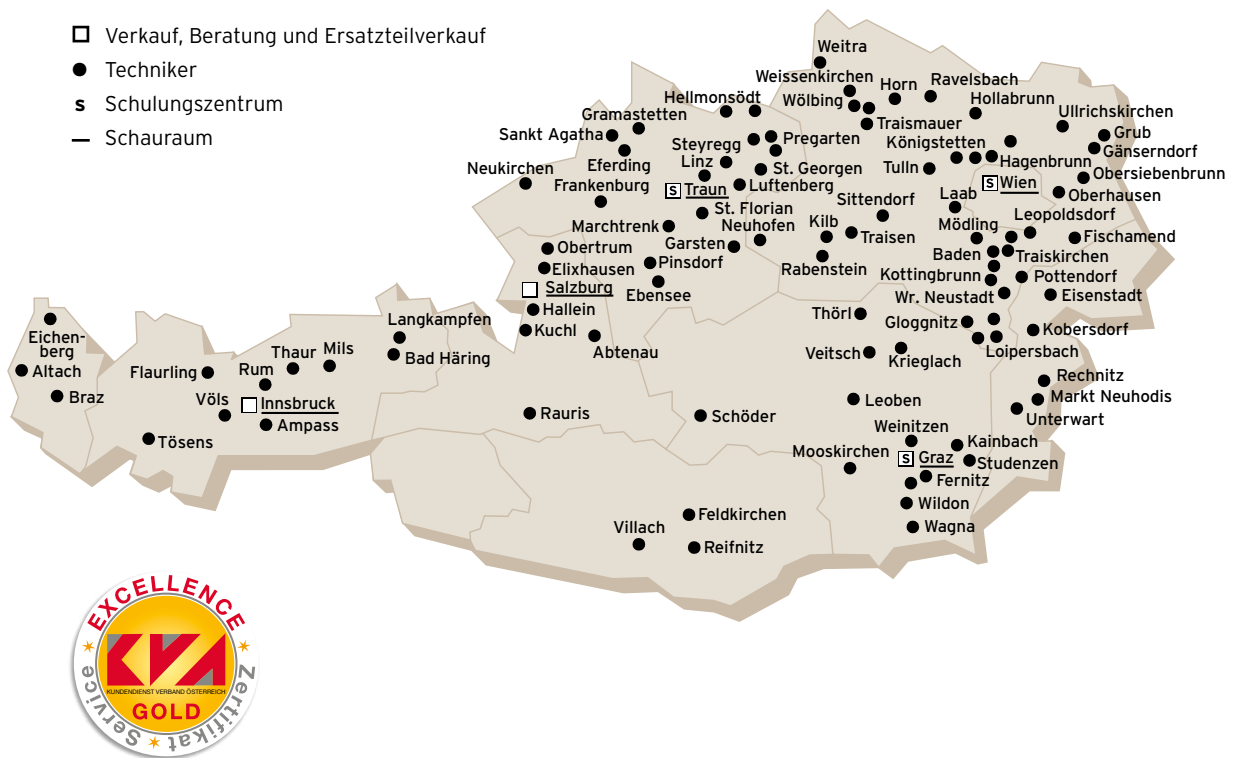 Verkauf, Beratung und Ersatzteilverkauf
Techniker
s Schulungszentrum
Schauraum
Weitra
Weissenkirchen
Horn
Ravelsbach
Wölbing
Hollabrunn
Hellmonsödt
Ullrichskirchen
Gramastetten
Traismauer
Sankt Agatha
Grub
Steyregg
Pregarten
Königstetten
Gänserndorf
Eferding
Linz
Hagenbrunn
Neukirchen
St. Georgen
Tulln
Obersiebenbrunn
Frankenburg
s Traun
Luftenberg
s Wien
Laab
Oberhausen
Sittendorf
St. Florian
Leopoldsdorf
Marchtrenk
Neuhofen
Kilb
Mödling
Traisen
Fischamend
Obertrum
Garsten
Baden
Traiskirchen
Elixhausen
Pinsdorf
Rabenstein
Kottingbrunn
Pottendorf
Salzburg
Ebensee
Wr. Neustadt
Eisenstadt
Hallein
Thörl
Gloggnitz
Langkampfen
Kuchl
Kobersdorf
Eichen-
berg
Abtenau
Veitsch
Krieglach
Loipersbach
Thaur
Mils
Bad Häring
Altach
Flaurling
Rum
Rechnitz
Braz
Völs
Innsbruck
Leoben
Markt Neuhodis
Rauris
Schöder
Unterwart
Ampass
Weinitzen
Tösens
Kainbach
Mooskirchen
s Graz
Studenzen
Fernitz
Wildon
Feldkirchen
Villach
Wagna
Reifnitz
EXCELLENCE
KVA
KUNDENDIENST VERBAND ÖSTERREICH
GOLD
Service Zertifikat